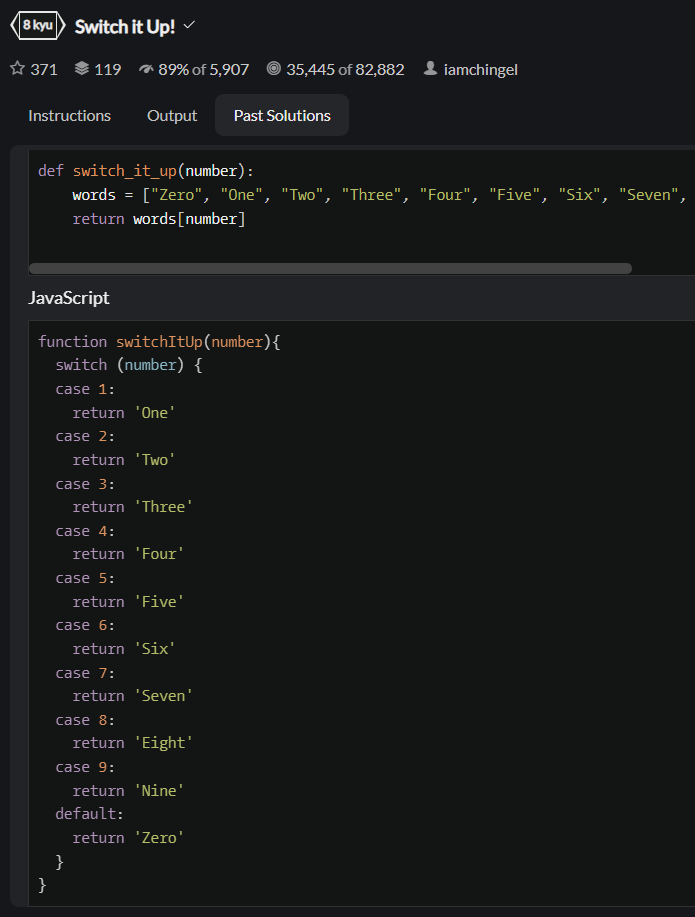 8 kyu Switch it Up!
371 119 89% of 5,907 35,445 of 82,882 iamchingel
Instructions Output Past Solutions
def switch_it_up(number):
    words = ["Zero", "One", "Two", "Three", "Four", "Five", "Six", "Seven",
    return words[number]
JavaScript
function switchItUp(number){
  switch (number) {
  case 1:
    return 'One'
  case 2:
    return 'Two'
  case 3:
    return 'Three'
  case 4:
    return 'Four'
  case 5:
    return 'Five'
  case 6:
    return 'Six'
  case 7:
    return 'Seven'
  case 8:
    return 'Eight'
  case 9:
    return 'Nine'
  default:
    return 'Zero'
  }
}